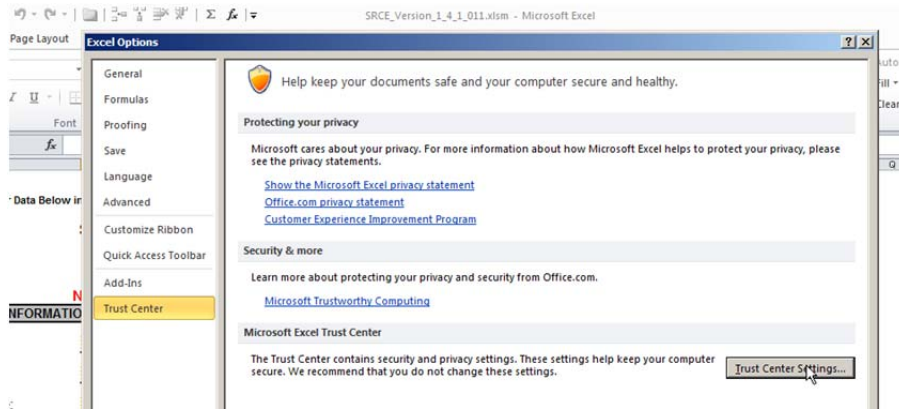 SRCE_Version_1_4_1_011.xlsm - Microsoft Excel
Page Layout
Excel Options
General
Formulas
Proofing
Save
Language
Advanced
Customize Ribbon
Quick Access Toolbar
Add-Ins
Trust Center
Help keep your documents safe and your computer secure and healthy.
Protecting your privacy
Microsoft cares about your privacy. For more information about how Microsoft Excel helps to protect your privacy, please
see the privacy statements.
Show the Microsoft Excel privacy statement
Office.com privacy statement
Customer Experience Improvement Program
Security & more
Learn more about protecting your privacy and security from Office.com.
Microsoft Trustworthy Computing
Microsoft Excel Trust Center
The Trust Center contains security and privacy settings. These settings help keep your computer
secure. We recommend that you do not change these settings.
Trust Center Settings...
Font
fx
Data Below in
N
NFORMATIO
Auto
Fill
Clear
Q